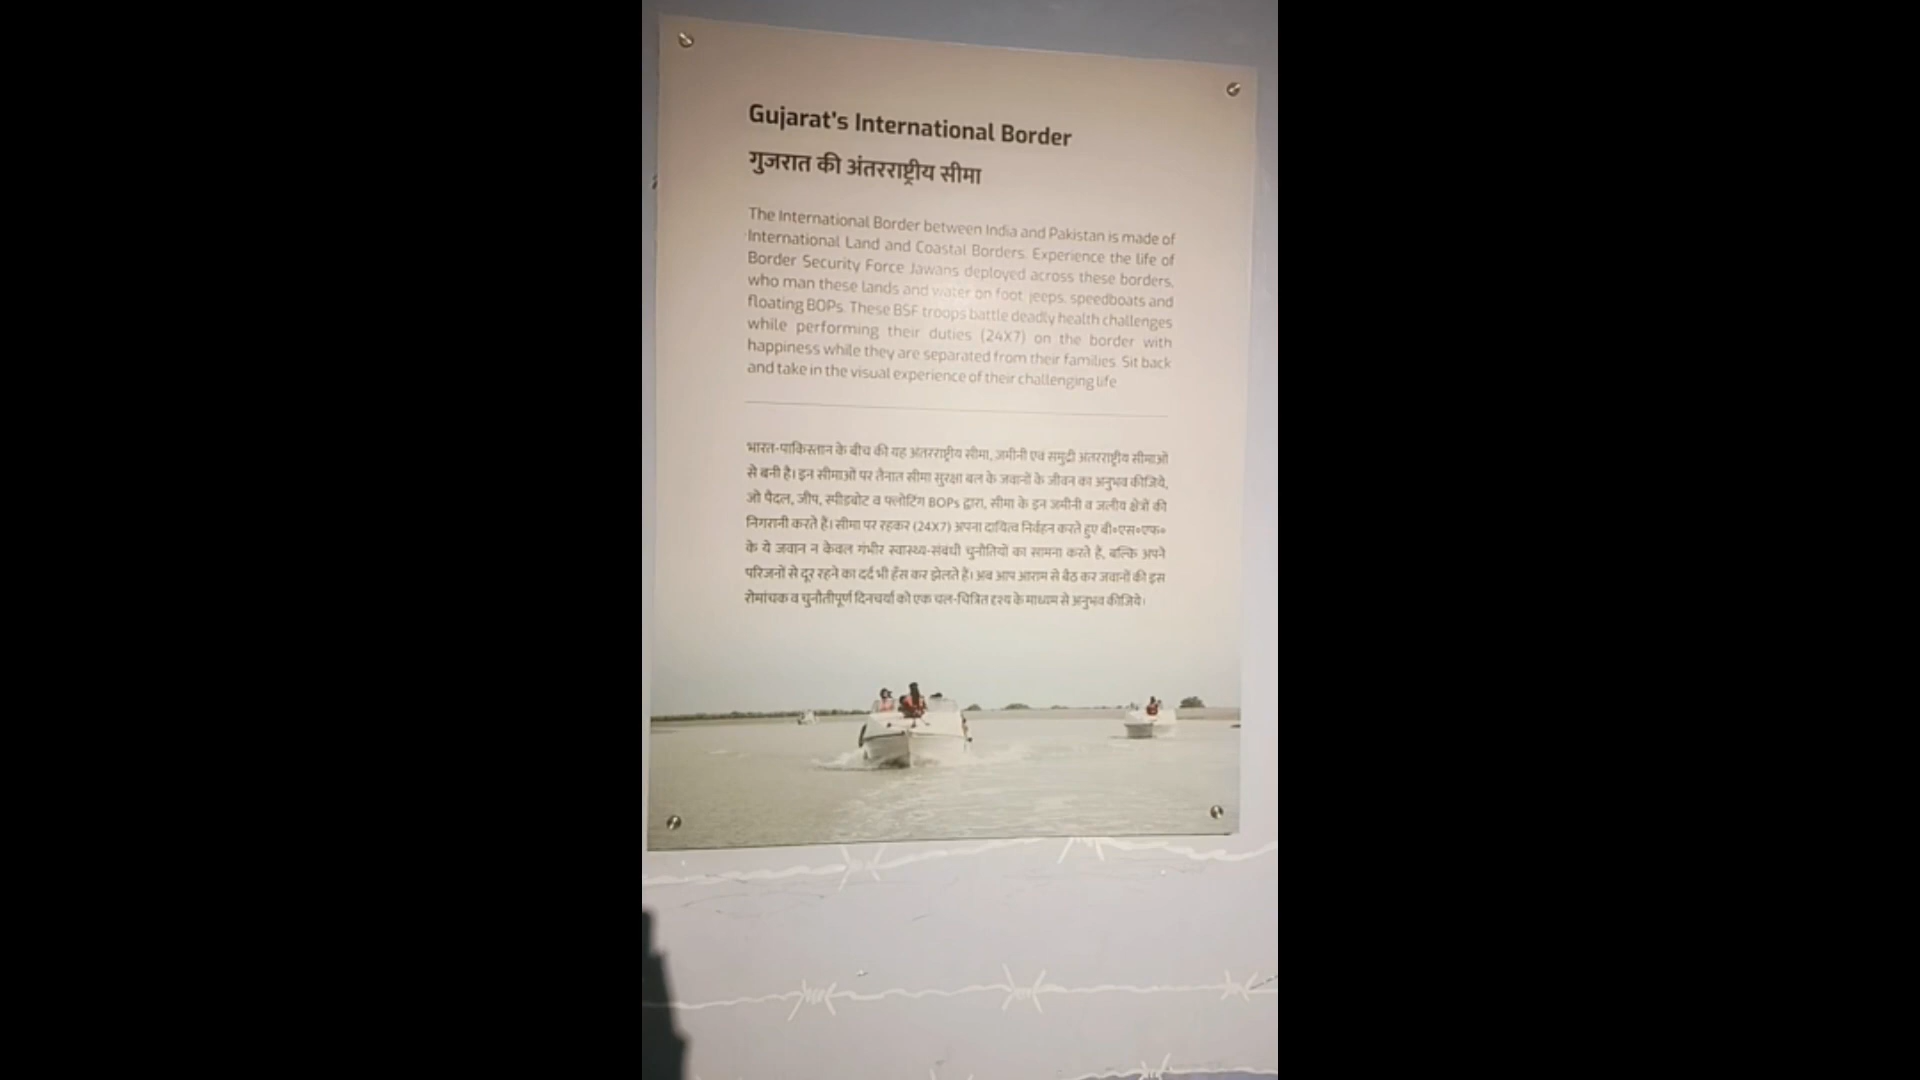 Gujarat's International Border
गुजरात की अंतरराष्ट्रीय सीमा
The International Border between India and Pakistan is made of
International Land and Coastal Borders. Experience the life of
Border Security Force Jawans deployed across these borders,
who man these lands and water on foot, jeeps, speedboats and
floating BOPs. These BSF troops battle deadly health challenges
while performing their duties (24X7) on the border with
happiness while they are separated from their families. Sit back
and take in the visual experience of their challenging life
भारत-पाकिस्तान के बीच की यह अंतरराष्ट्रीय सीमा, जमीनी एवं समुद्री अंतरराष्ट्रीय सीमाओं
से बनी है। इन सीमाओं पर तैनात सीमा सुरक्षा बल के जवानों के जीवन का अनुभव कीजिये,
जो पैदल, जीप, स्पीडबोट व फ्लोटिंग BOPs द्वारा, सीमा के इन जमीनी व जलीय क्षेत्रों की
निगरानी करते हैं। सीमा पर रहकर (24X7) अपना दायित्व निर्वहन करते हुए बी॰एस॰एफ॰
के ये जवान न केवल गंभीर स्वास्थ्य-संबंधी चुनौतियों का सामना करते हैं, बल्कि अपने
परिजनों से दूर रहने का दर्द भी हँस कर झेलते हैं। अब आप आराम से बैठ कर जवानों की इस
रोमांचक व चुनौतीपूर्ण दिनचर्या को एक चल-चित्रित दृश्य के माध्यम से अनुभव कीजिये।